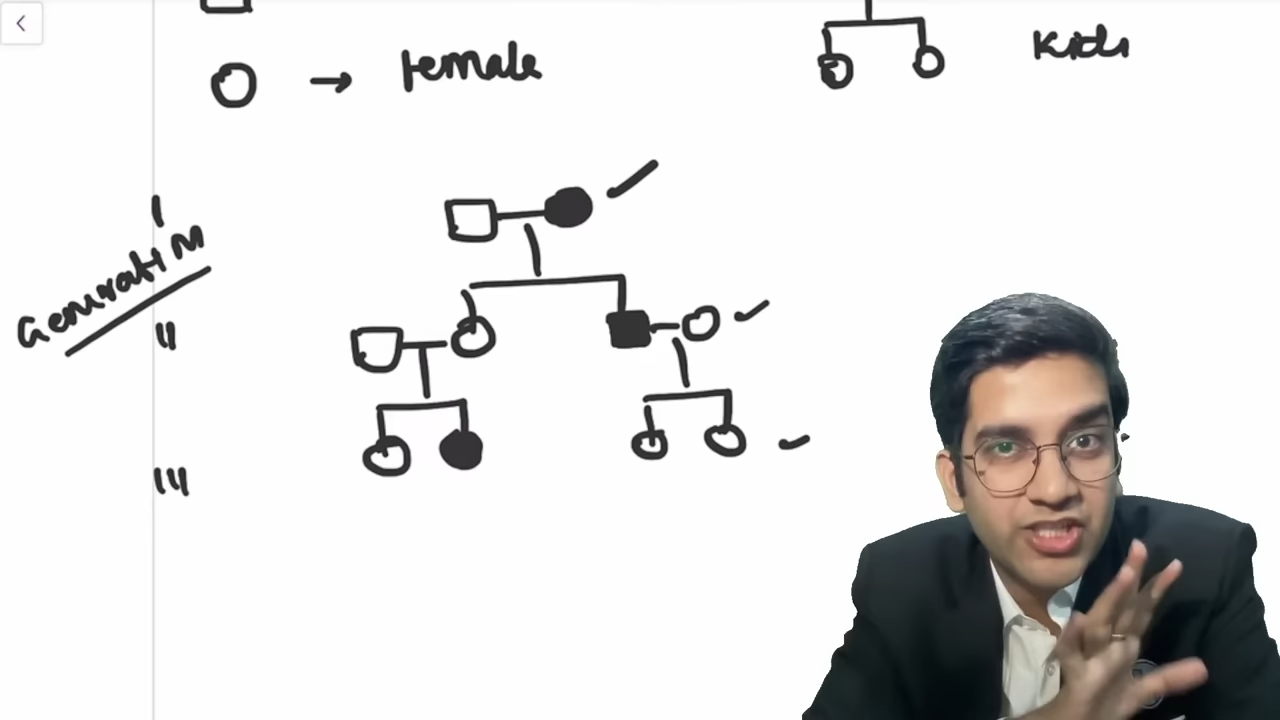 → Female
Kids
Generation
I
II
III